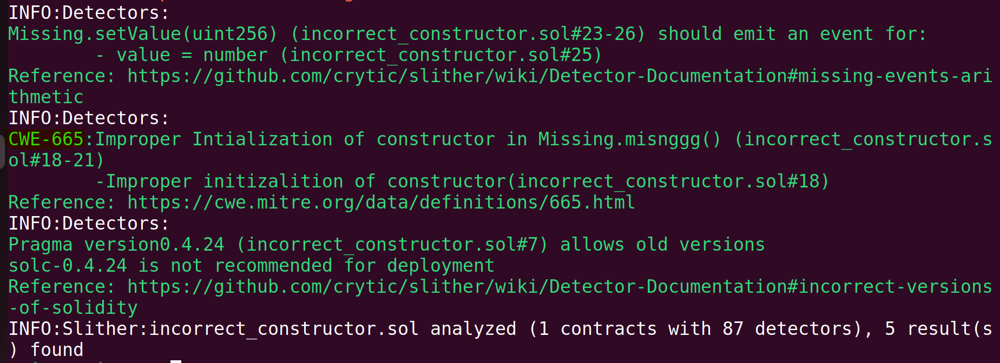 INFO:Detectors:
Missing.setValue(uint256) (incorrect_constructor.sol#23-26) should emit an event for:
        - value = number (incorrect_constructor.sol#25)
Reference: https://github.com/crytic/slither/wiki/Detector-Documentation#missing-events-ari
thmetic
INFO:Detectors:
CWE-665:Improper Intialization of constructor in Missing.misnggg() (incorrect_constructor.s
ol#18-21)
        -Improper initizalition of constructor(incorrect_constructor.sol#18)
Reference: https://cwe.mitre.org/data/definitions/665.html
INFO:Detectors:
Pragma version0.4.24 (incorrect_constructor.sol#7) allows old versions
solc-0.4.24 is not recommended for deployment
Reference: https://github.com/crytic/slither/wiki/Detector-Documentation#incorrect-versions
-of-solidity
INFO:Slither:incorrect_constructor.sol analyzed (1 contracts with 87 detectors), 5 result(s
) found